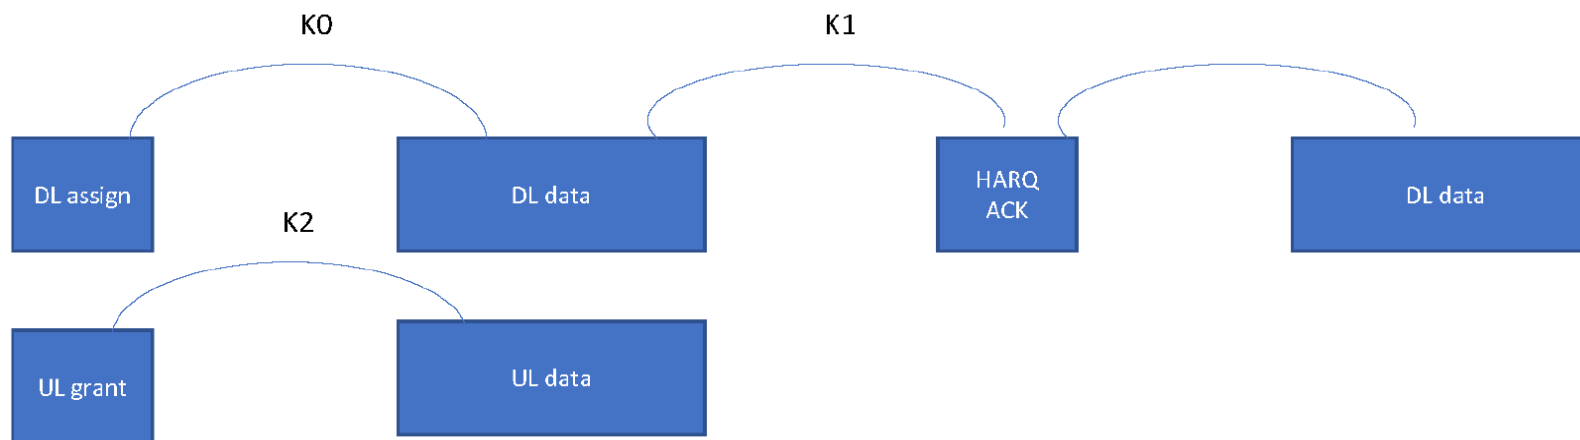 K0
K1
DL assign
DL data
HARQ
ACK
DL data
K2
UL grant
UL data